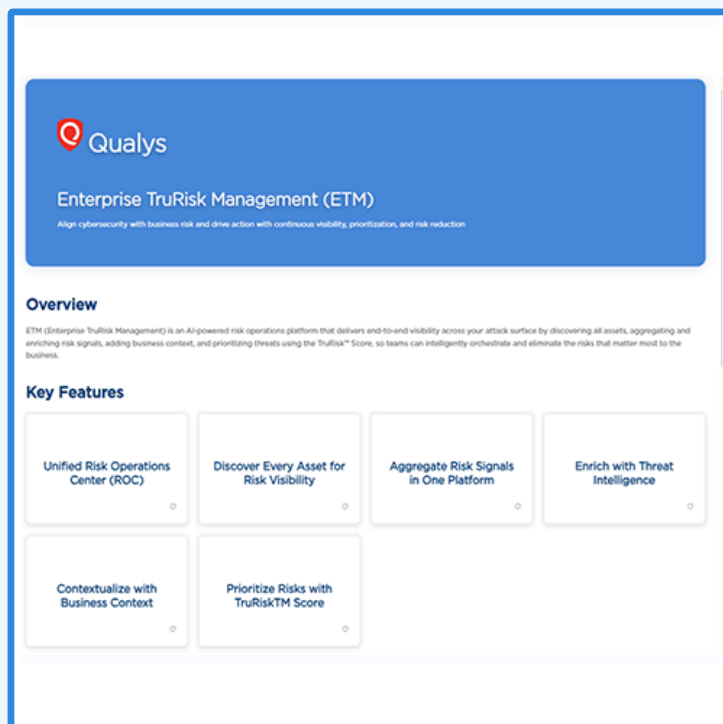 Qualys
Enterprise TruRisk Management (ETM)
Align cybersecurity with business risk and drive action with continuous visibility, prioritization, and risk reduction
Overview
ETM (Enterprise TruRisk Management) is an AI-powered risk operations platform that delivers end-to-end visibility across your attack surface by discovering all assets, aggregating and
enriching risk signals, adding business context, and prioritizing threats using the TruRisk™ Score, so teams can intelligently orchestrate and eliminate the risks that matter most to the
business.
Key Features
Unified Risk Operations
Center (ROC)
Discover Every Asset for
Risk Visibility
Aggregate Risk Signals
in One Platform
Enrich with Threat
Intelligence
Contextualize with
Business Context
Prioritize Risks with
TruRiskTM Score